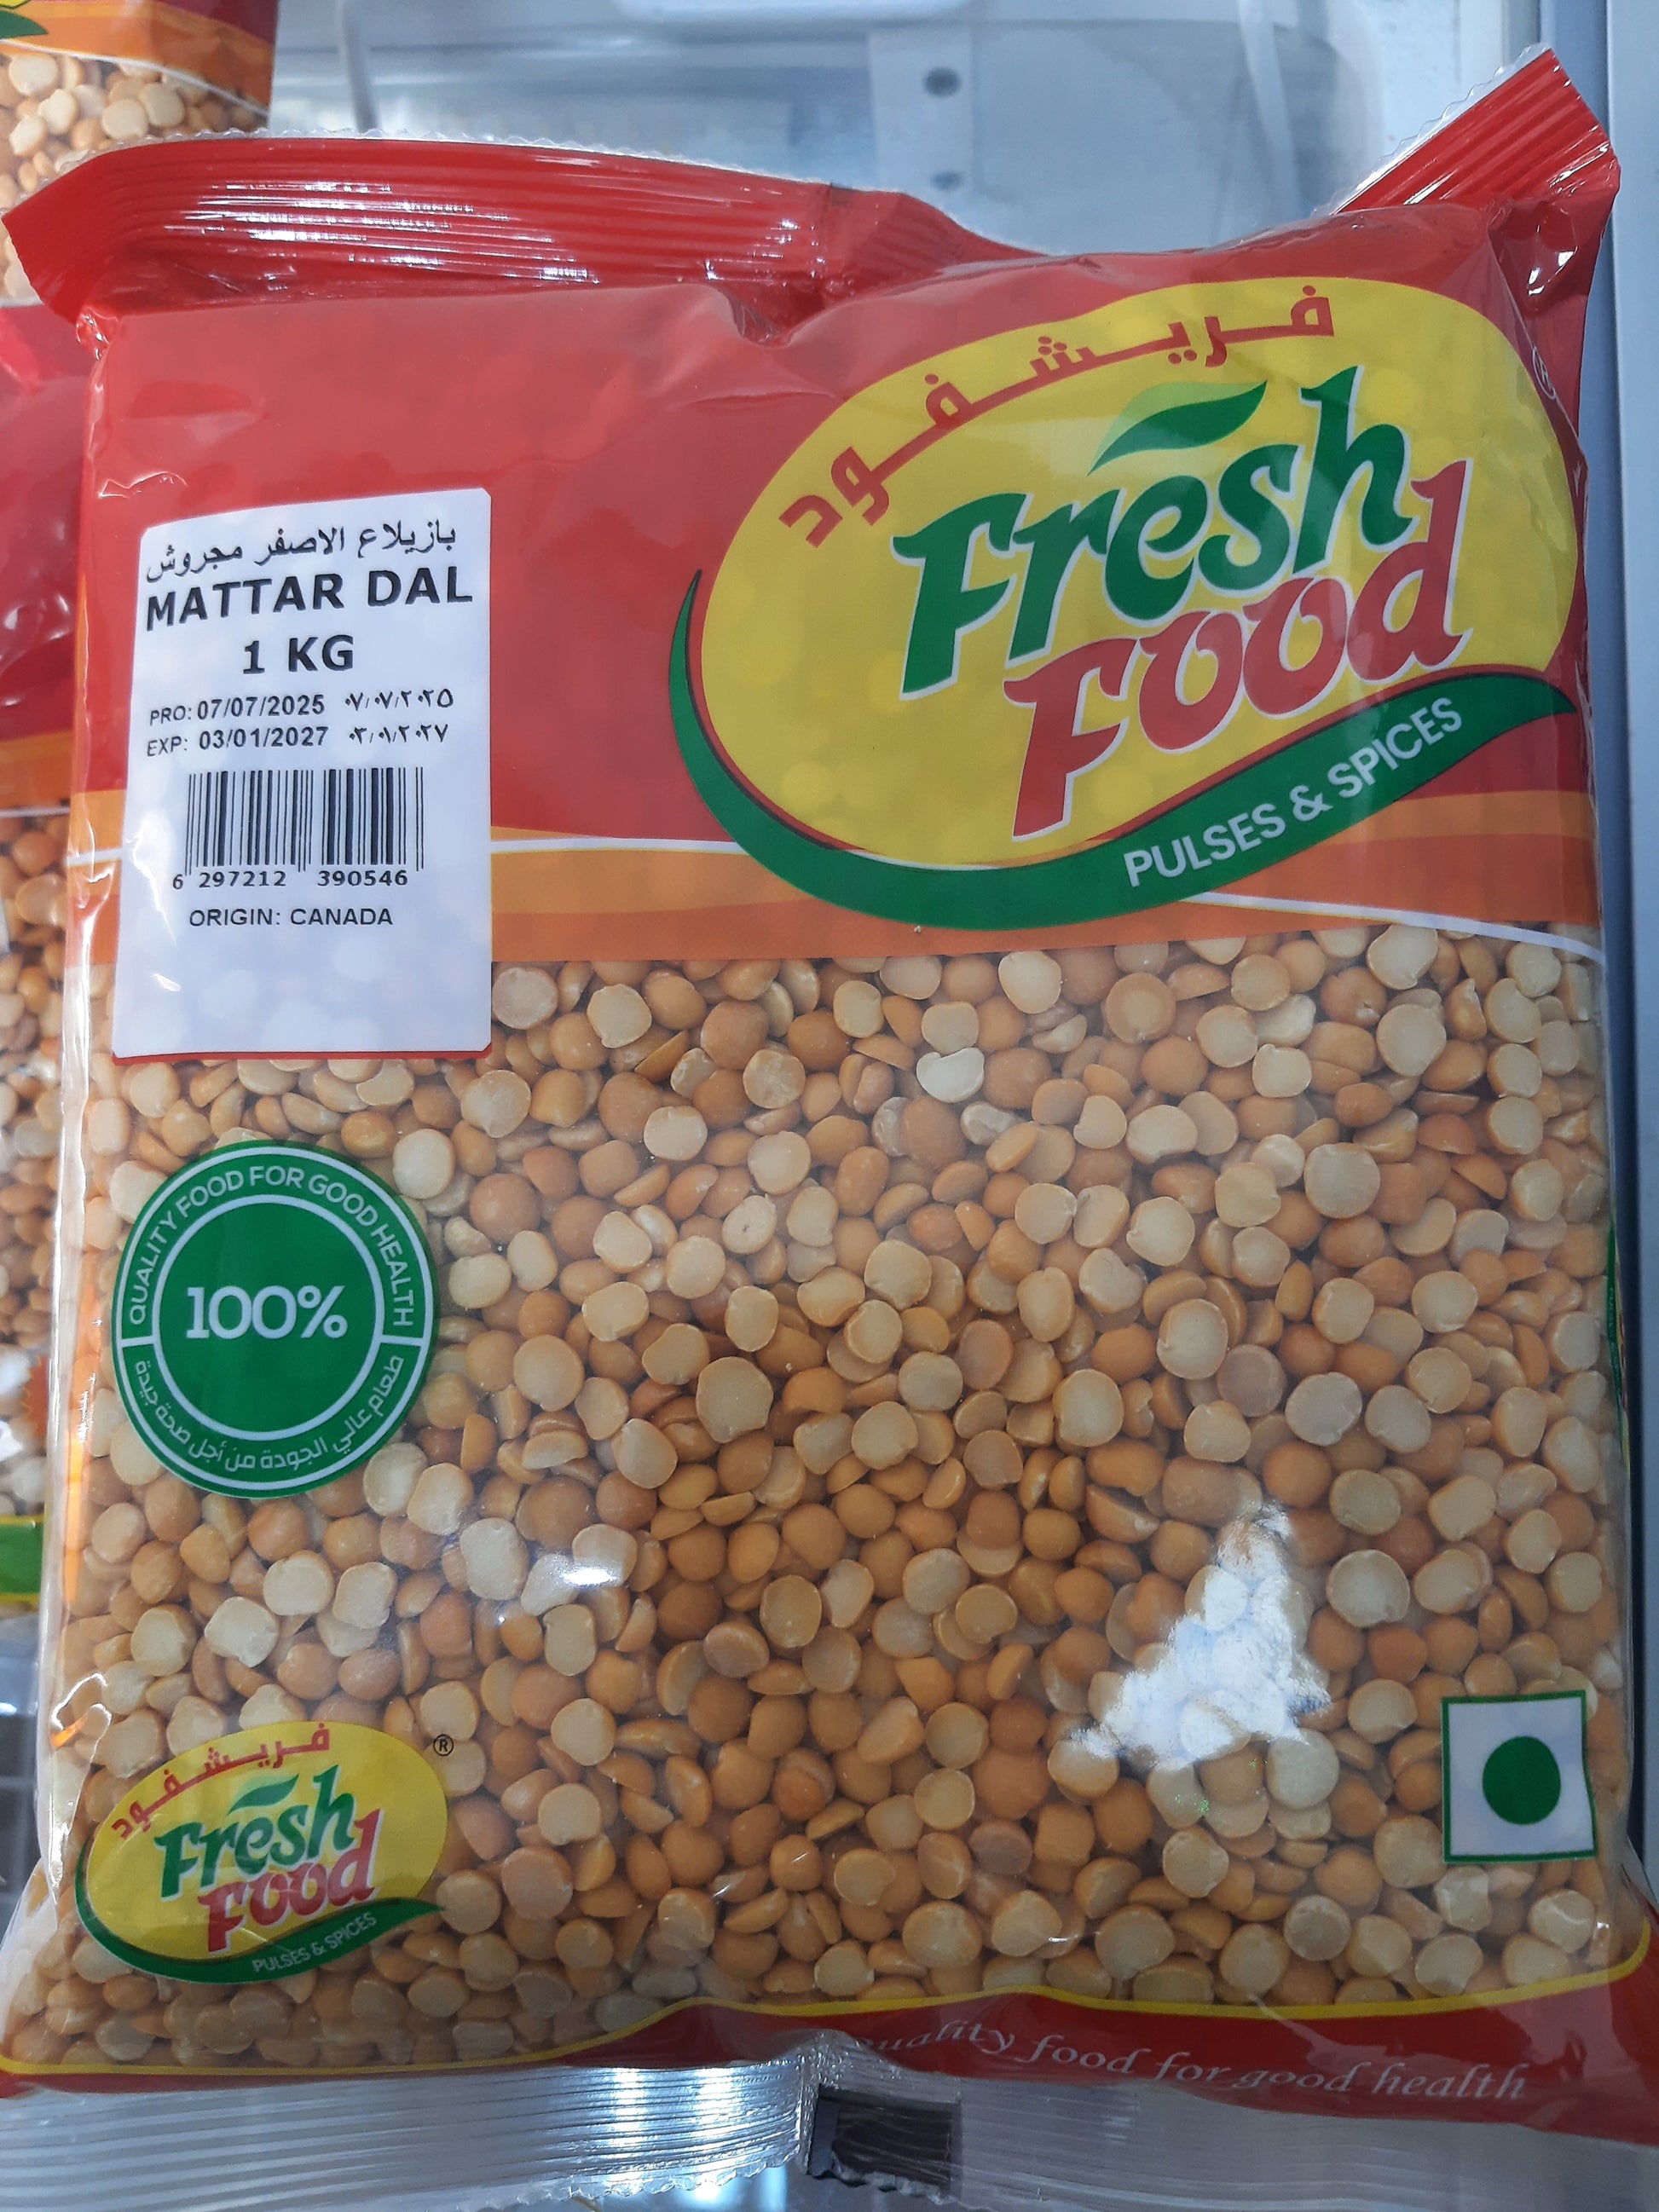 فريشفود
Fresh
Food
PULSES & SPICES
بازيلاع الاصفر مجروش
MATTAR DAL
1 KG
PRO: 07/07/2025 ٠٧/٠٧/٢٠٢٥
EXP: 03/01/2027 ٠٣/٠١/٢٠٢٧
6 297212 390546
ORIGIN: CANADA
QUALITY FOOD FOR GOOD HEALTH
100%
طعام عالي الجودة من أجل صحة جيدة
فريشفود
®
Fresh
Food
PULSES & SPICES
quality food for good health